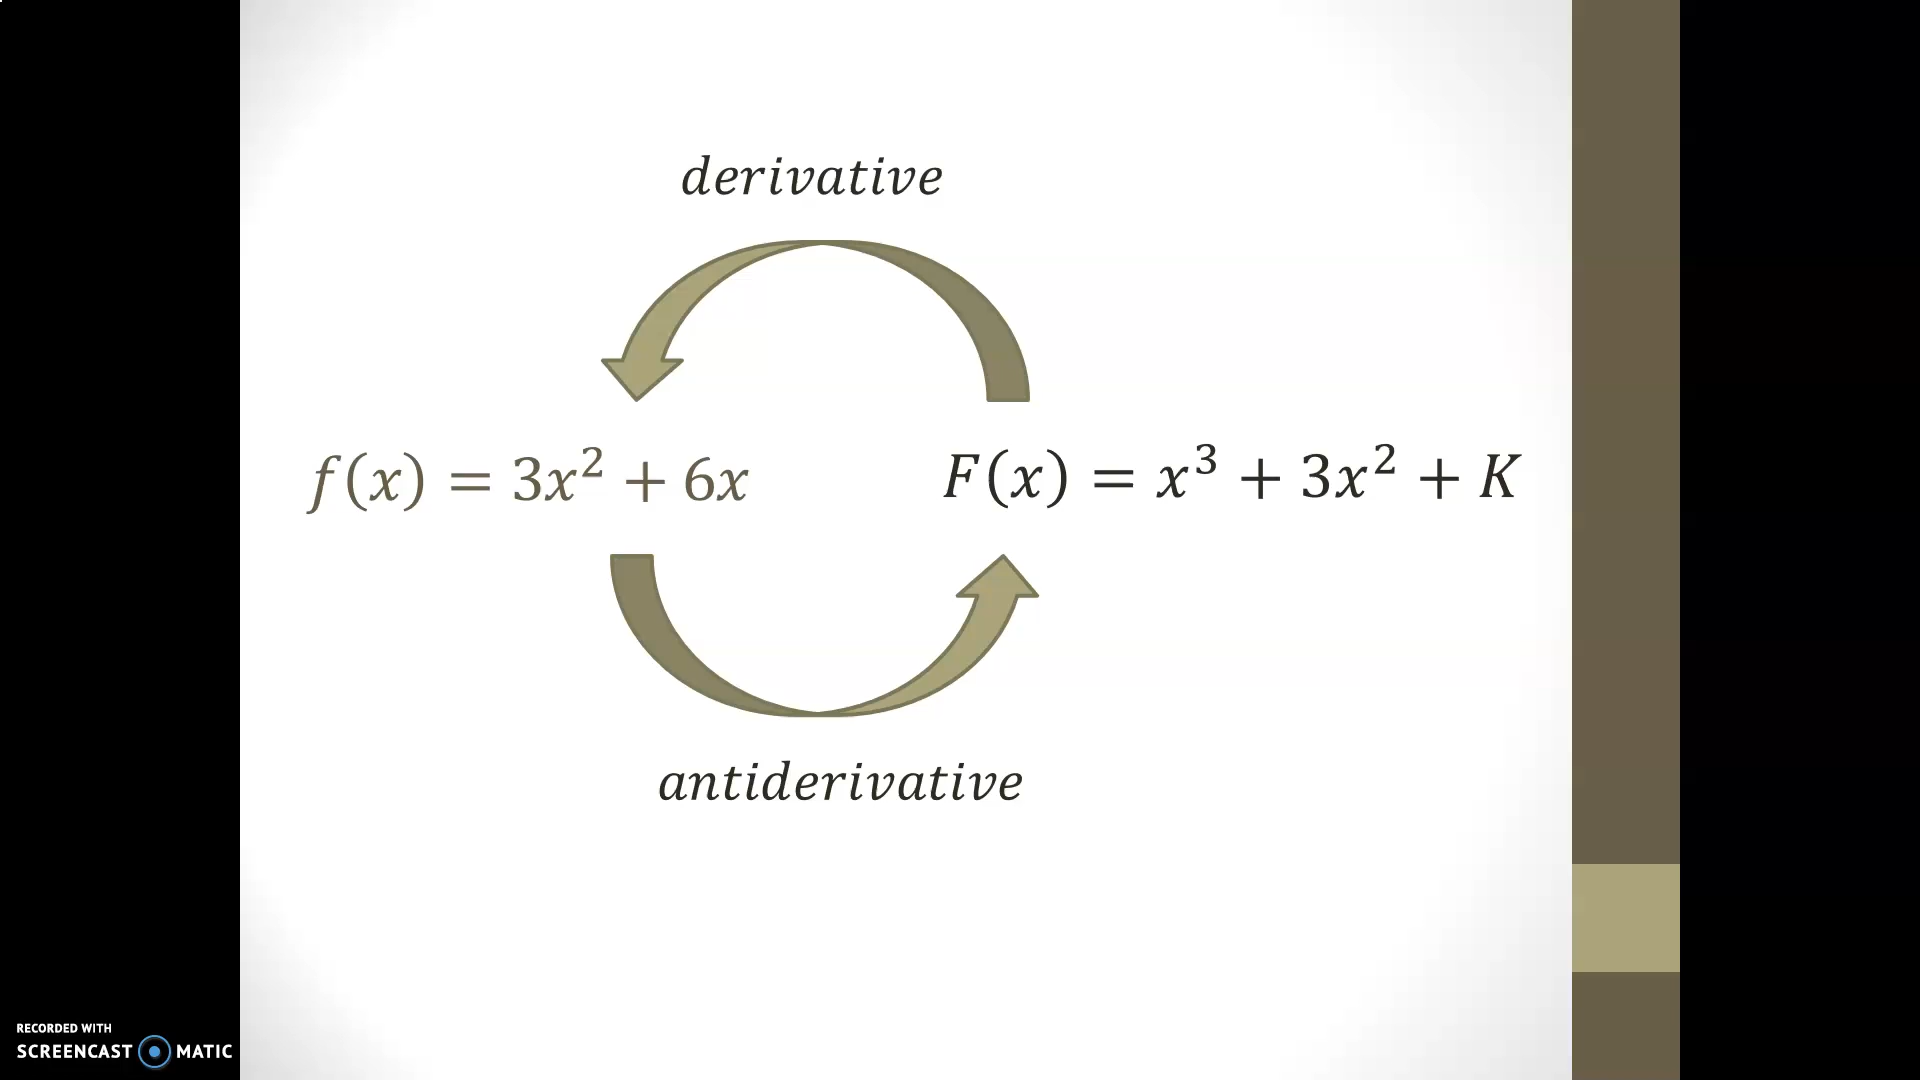 derivative
f(x) = 3x² + 6x
F(x) = x³ + 3x² + K
antiderivative
RECORDED WITH
SCREENCAST MATIC